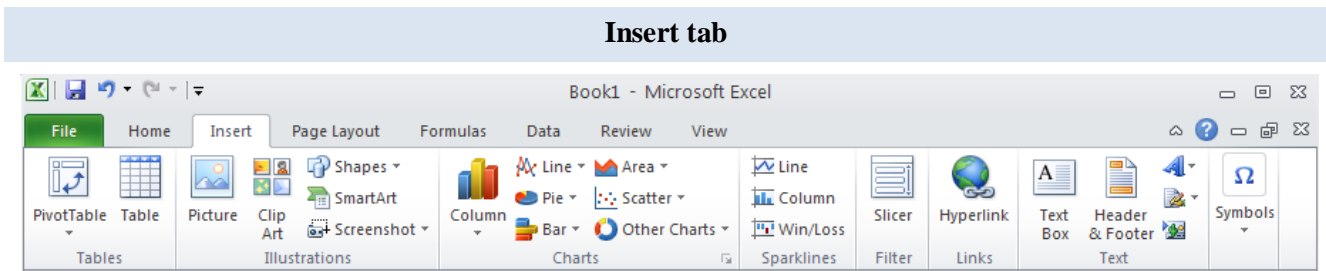 Insert tab
Book1 - Microsoft Excel
File Home Insert Page Layout Formulas Data Review View
PivotTable
Table
Tables
Picture
Clip
Art
Shapes
SmartArt
Screenshot
Illustrations
Column
Line
Pie
Bar
Area
Scatter
Other Charts
Charts
Line
Column
Win/Loss
Sparklines
Slicer
Filter
Hyperlink
Links
A
Text
Box
Header
& Footer
A
Text
Ω
Symbols